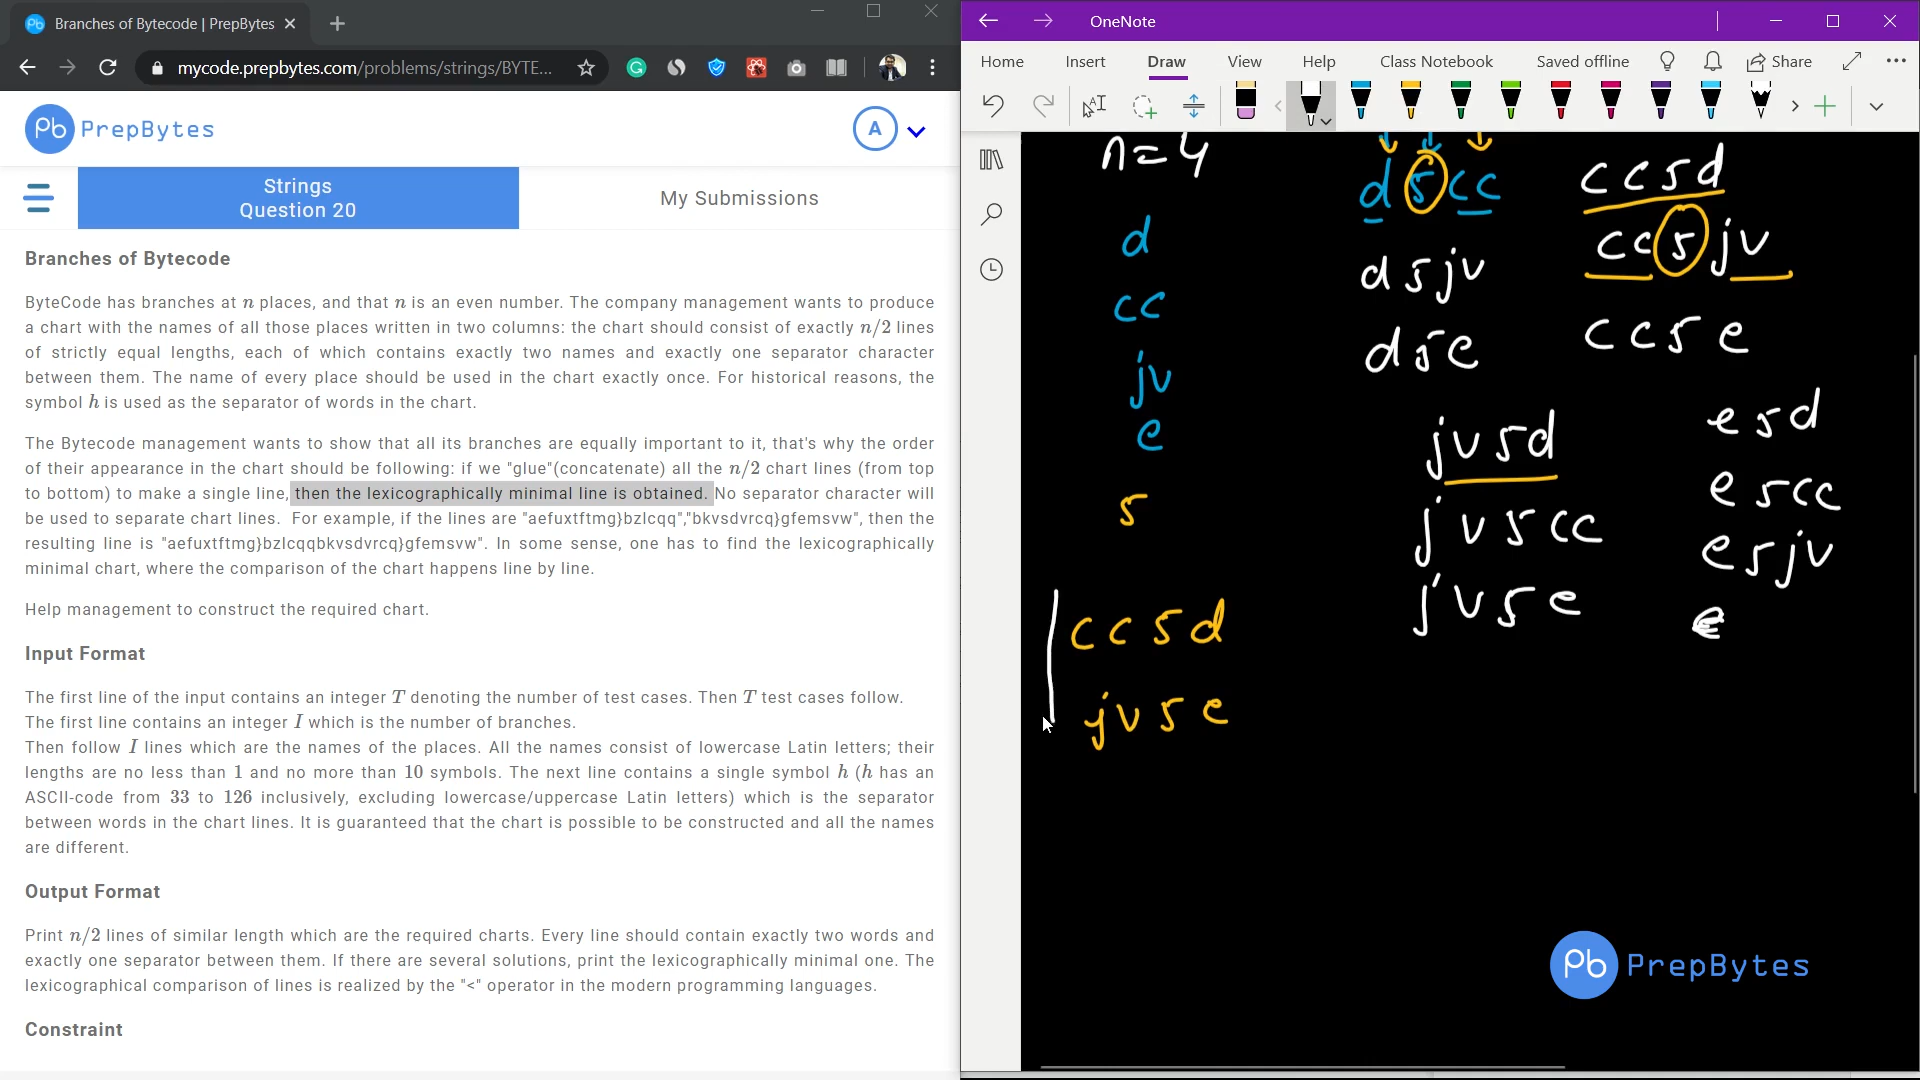 Branches of Bytecode | PrepBytes
mycode.prepbytes.com/problems/strings/BYTE...
Pb PrepBytes
A
Strings
Question 20
My Submissions
Branches of Bytecode
ByteCode has branches at n places, and that n is an even number. The company management wants to produce
a chart with the names of all those places written in two columns: the chart should consist of exactly n/2 lines
of strictly equal lengths, each of which contains exactly two names and exactly one separator character
between them. The name of every place should be used in the chart exactly once. For historical reasons, the
symbol h is used as the separator of words in the chart.
The Bytecode management wants to show that all its branches are equally important to it, that's why the order
of their appearance in the chart should be following: if we "glue"(concatenate) all the n/2 chart lines (from top
to bottom) to make a single line, then the lexicographically minimal line is obtained. No separator character will
be used to separate chart lines. For example, if the lines are "aefuxtftmg}bzlcqq","bkvsdvrcq}gfemsvw", then the
resulting line is "aefuxtftmg}bzlcqqbkvsdvrcq}gfemsvw". In some sense, one has to find the lexicographically
minimal chart, where the comparison of the chart happens line by line.
Help management to construct the required chart.
Input Format
The first line of the input contains an integer T denoting the number of test cases. Then T test cases follow.
The first line contains an integer I which is the number of branches.
Then follow I lines which are the names of the places. All the names consist of lowercase Latin letters; their
lengths are no less than 1 and no more than 10 symbols. The next line contains a single symbol h (h has an
ASCII-code from 33 to 126 inclusively, excluding lowercase/uppercase Latin letters) which is the separator
between words in the chart lines. It is guaranteed that the chart is possible to be constructed and all the names
are different.
Output Format
Print n/2 lines of similar length which are the required charts. Every line should contain exactly two words and
exactly one separator between them. If there are several solutions, print the lexicographically minimal one. The
lexicographical comparison of lines is realized by the "<" operator in the modern programming languages.
Constraint
OneNote
Home Insert Draw View Help Class Notebook Saved offline Share
n=4
d
cc
jv
e
5
cc5d
jv5e
d5cc
d5jv
d5e
cc5d
cc5jv
cc5e
jv5d
jv5cc
jv5e
e5d
e5cc
e5jv
Pb PrepBytes